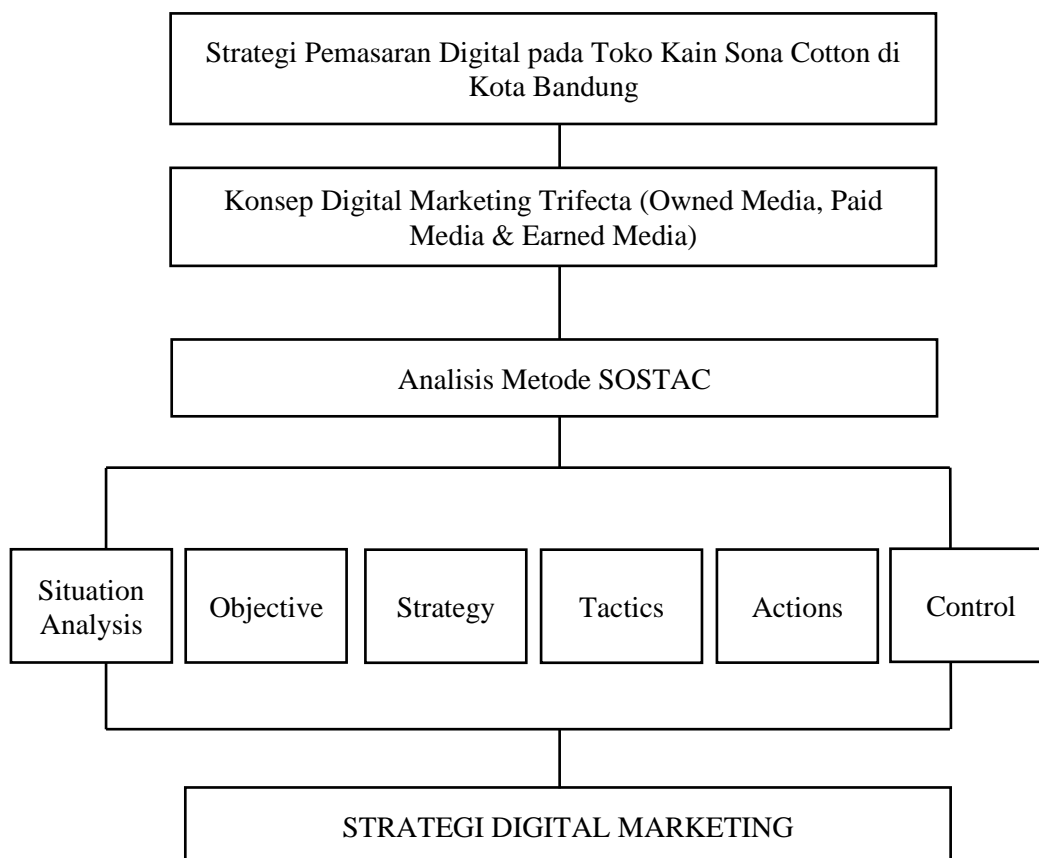 Strategi Pemasaran Digital pada Toko Kain Sona Cotton di
Kota Bandung
Konsep Digital Marketing Trifecta (Owned Media, Paid
Media & Earned Media)
Analisis Metode SOSTAC
Situation
Analysis
Objective
Strategy
Tactics
Actions
Control
STRATEGI DIGITAL MARKETING